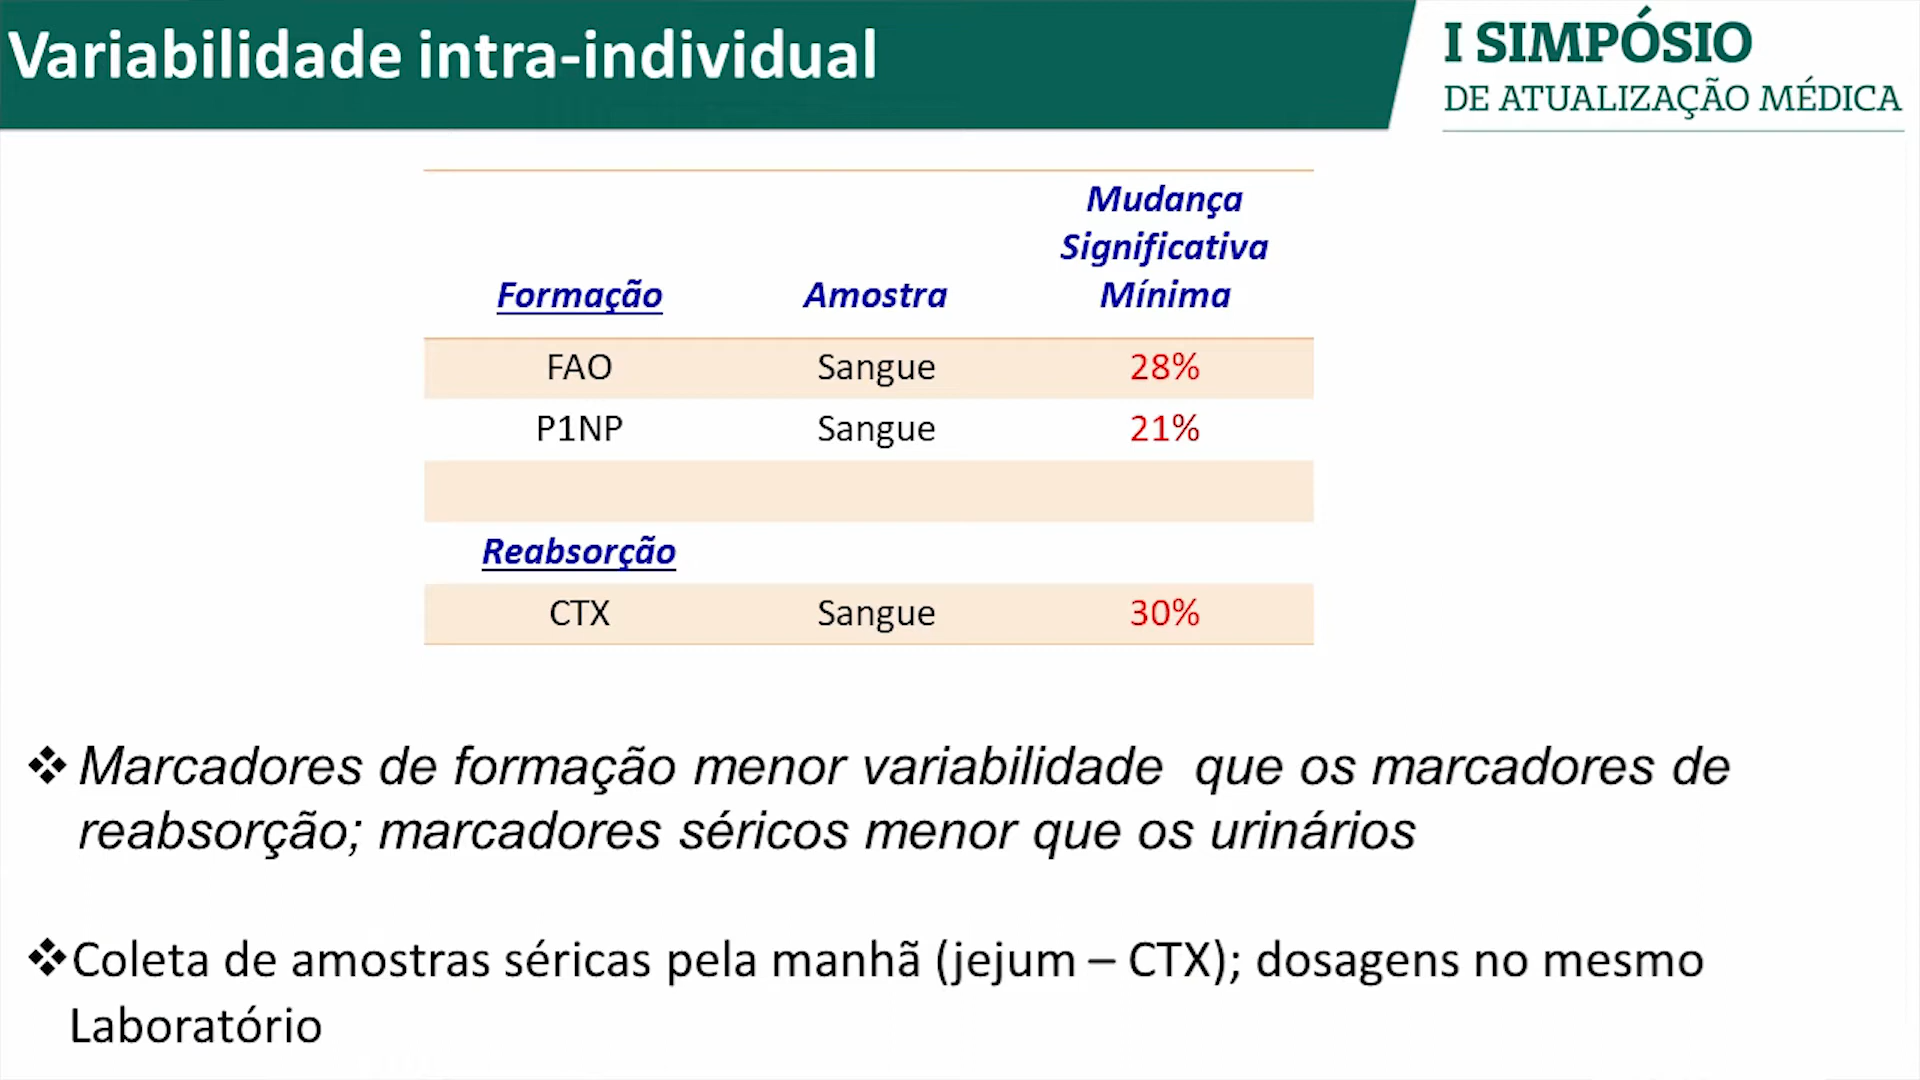 Variabilidade intra-individual
I SIMPÓSIO
DE ATUALIZAÇÃO MÉDICA
Formação Amostra Mudança
Significativa
Mínima
FAO Sangue 28%
P1NP Sangue 21%
Reabsorção
CTX Sangue 30%
❖ Marcadores de formação menor variabilidade que os marcadores de
reabsorção; marcadores séricos menor que os urinários
❖Coleta de amostras séricas pela manhã (jejum – CTX); dosagens no mesmo
Laboratório